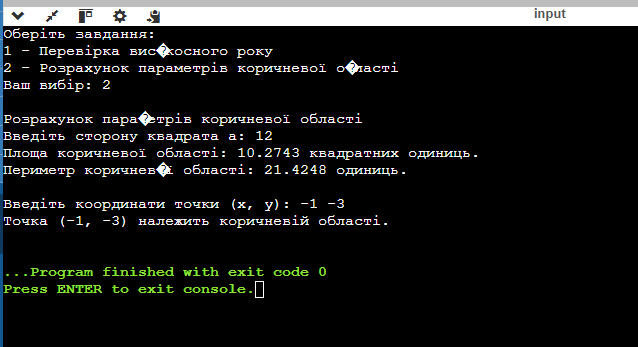 input
Оберіть завдання:
1 - Перевірка вис�косного року
2 - Розрахунок параметрів коричневої о�ласті
Ваш вибір: 2
Розрахунок пара�етрів коричневої області
Введіть сторону квадрата a: 12
Площа коричневої області: 10.2743 квадратних одиниць.
Периметр коричнев�ї області: 21.4248 одиниць.
Введіть координати точки (x, y): -1 -3
Точка (-1, -3) належить коричневій області.
...Program finished with exit code 0
Press ENTER to exit console.